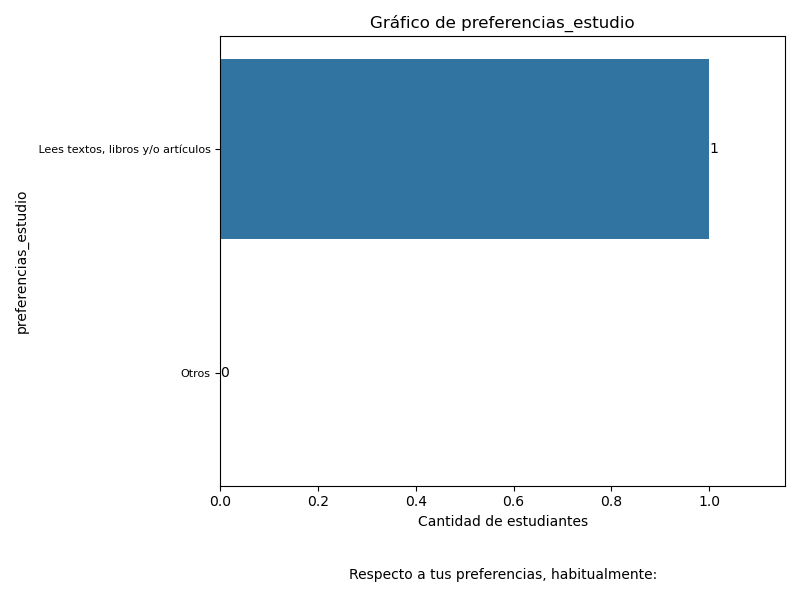 Gráfico de preferencias_estudio
preferencias_estudio
Lees textos, libros y/o artículos
1
Otros
0
0.0 0.2 0.4 0.6 0.8 1.0
Cantidad de estudiantes
Respecto a tus preferencias, habitualmente: